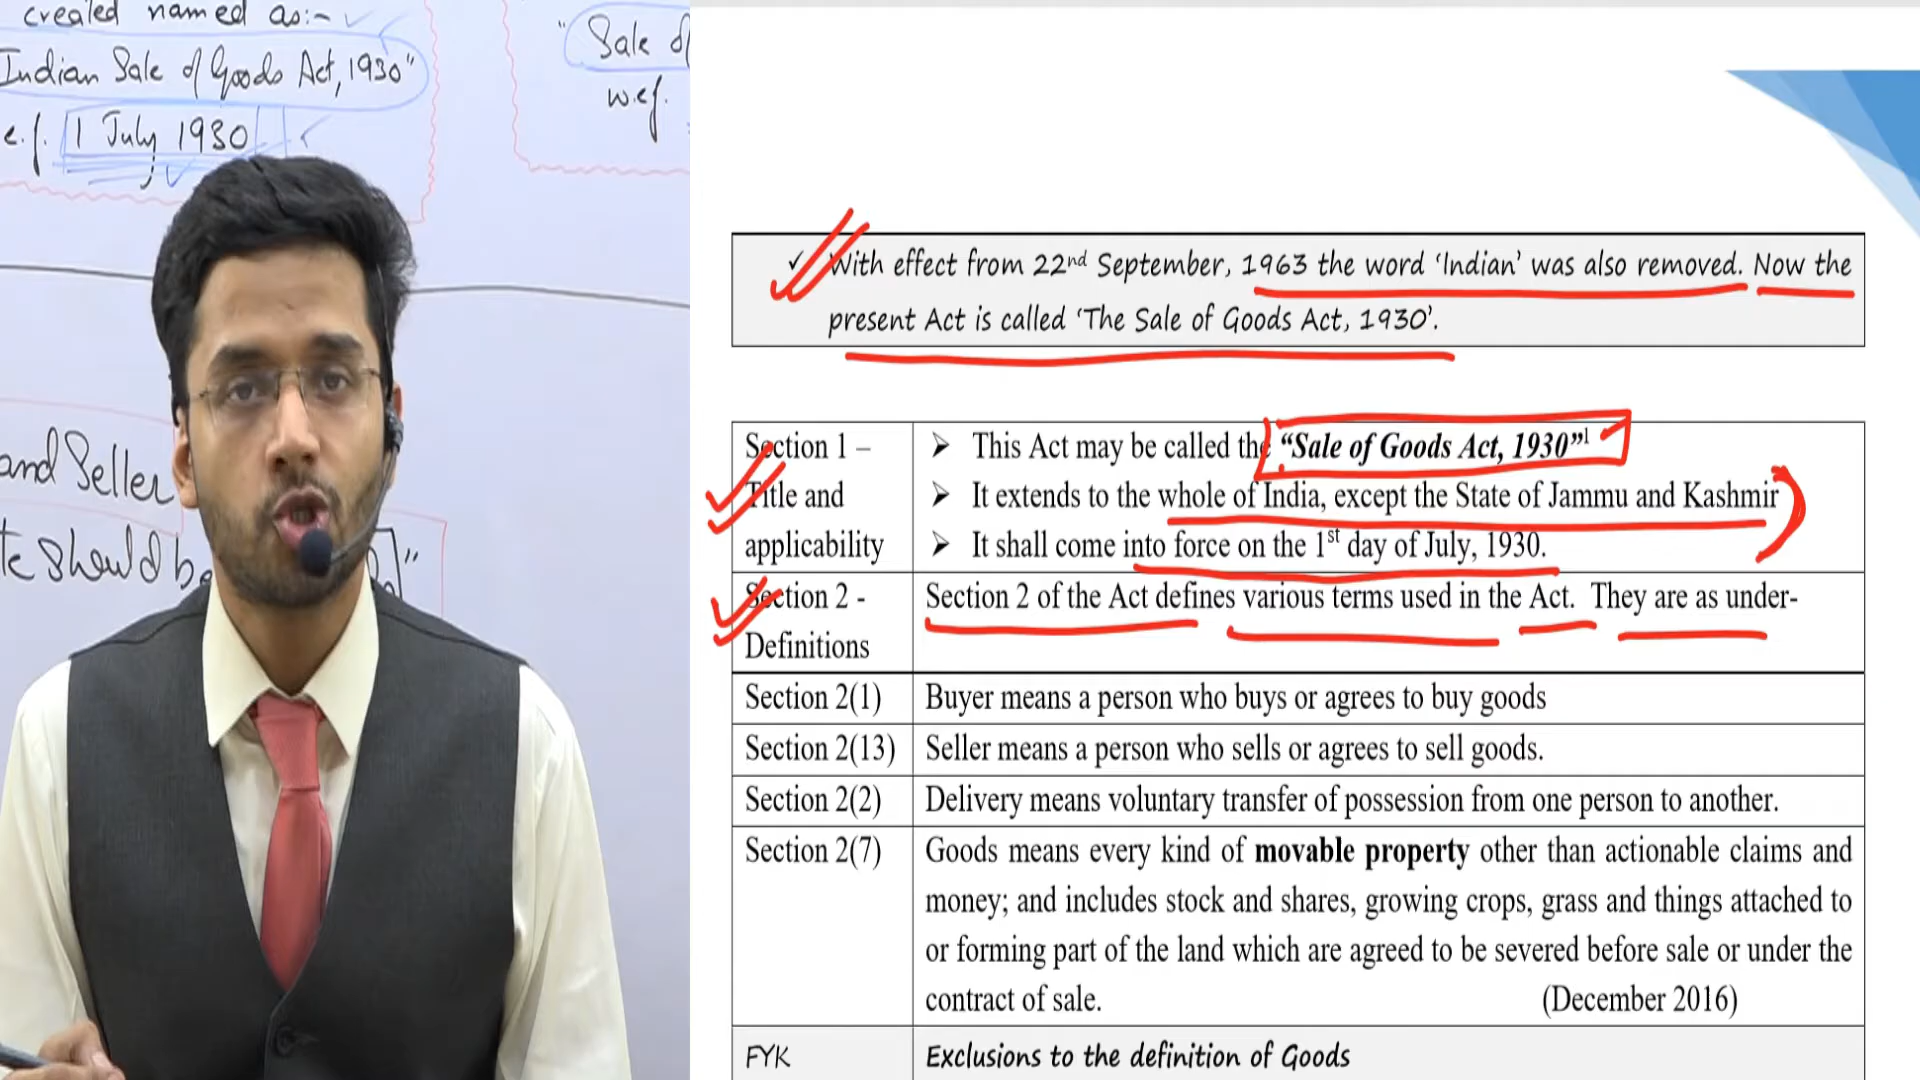 created named as:-
Indian Sale of Goods Act, 1930"
e.f. 1 July 1930
"Sale of
w.e.f.
and Seller
should be
✓ With effect from 22nd September, 1963 the word ‘Indian’ was also removed. Now the
present Act is called ‘The Sale of Goods Act, 1930’.
Section 1 –
Title and
applicability
➢ This Act may be called the “Sale of Goods Act, 1930”1
➢ It extends to the whole of India, except the State of Jammu and Kashmir
➢ It shall come into force on the 1st day of July, 1930.
Section 2 -
Definitions
Section 2 of the Act defines various terms used in the Act. They are as under-
Section 2(1) Buyer means a person who buys or agrees to buy goods
Section 2(13) Seller means a person who sells or agrees to sell goods.
Section 2(2) Delivery means voluntary transfer of possession from one person to another.
Section 2(7) Goods means every kind of movable property other than actionable claims and
money; and includes stock and shares, growing crops, grass and things attached to
or forming part of the land which are agreed to be severed before sale or under the
contract of sale. (December 2016)
FYK Exclusions to the definition of Goods